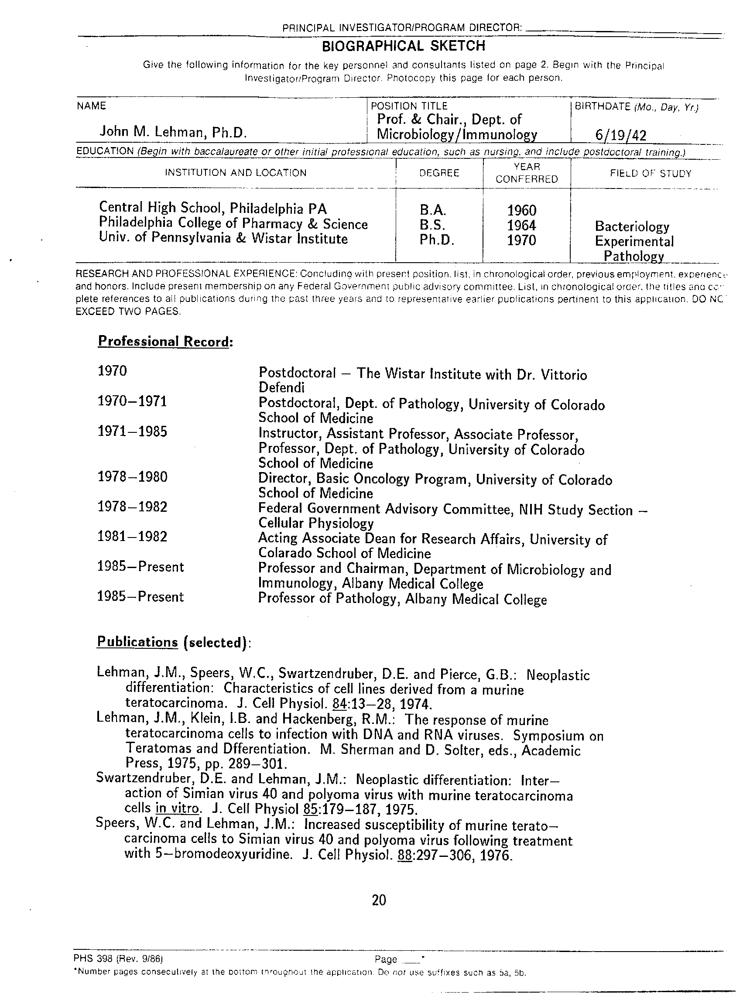 PRINCIPAL INVESTIGATOR/PROGRAM DIRECTOR:
BIOGRAPHICAL SKETCH
Give the following information for the key personnel and consultants listed on page 2. Begin with the Principal
Investigator/Program Director. Photocopy this page for each person.
NAME
John M. Lehman, Ph.D.
POSITION TITLE
Prof. & Chair., Dept. of
Microbiology/Immunology
BIRTHDATE (Mo., Day, Yr.)
6/19/42
EDUCATION (Begin with baccalaureate or other initial professional education, such as nursing, and include postdoctoral training.)
INSTITUTION AND LOCATION DEGREE YEAR CONFERRED FIELD OF STUDY
Central High School, Philadelphia PA B.A. 1960
Philadelphia College of Pharmacy & Science B.S. 1964 Bacteriology
Univ. of Pennsylvania & Wistar Institute Ph.D. 1970 Experimental
Pathology
RESEARCH AND PROFESSIONAL EXPERIENCE: Concluding with present position, list, in chronological order, previous employment, experience
and honors. Include present membership on any Federal Government public advisory committee. List, in chronological order, the titles and com-
plete references to all publications during the past three years and to representative earlier publications pertinent to this application. DO NO
EXCEED TWO PAGES.
Professional Record:
1970 Postdoctoral — The Wistar Institute with Dr. Vittorio
Defendi
1970—1971 Postdoctoral, Dept. of Pathology, University of Colorado
School of Medicine
1971—1985 Instructor, Assistant Professor, Associate Professor,
Professor, Dept. of Pathology, University of Colorado
School of Medicine
1978—1980 Director, Basic Oncology Program, University of Colorado
School of Medicine
1978—1982 Federal Government Advisory Committee, NIH Study Section —
Cellular Physiology
1981—1982 Acting Associate Dean for Research Affairs, University of
Colarado School of Medicine
1985—Present Professor and Chairman, Department of Microbiology and
Immunology, Albany Medical College
1985—Present Professor of Pathology, Albany Medical College
Publications (selected):
Lehman, J.M., Speers, W.C., Swartzendruber, D.E. and Pierce, G.B.: Neoplastic
differentiation: Characteristics of cell lines derived from a murine
teratocarcinoma. J. Cell Physiol. 84:13—28, 1974.
Lehman, J.M., Klein, I.B. and Hackenberg, R.M.: The response of murine
teratocarcinoma cells to infection with DNA and RNA viruses. Symposium on
Teratomas and Dfferentiation. M. Sherman and D. Solter, eds., Academic
Press, 1975, pp. 289—301.
Swartzendruber, D.E. and Lehman, J.M.: Neoplastic differentiation: Inter—
action of Simian virus 40 and polyoma virus with murine teratocarcinoma
cells in vitro. J. Cell Physiol 85:179—187, 1975.
Speers, W.C. and Lehman, J.M.: Increased susceptibility of murine terato—
carcinoma cells to Simian virus 40 and polyoma virus following treatment
with 5—bromodeoxyuridine. J. Cell Physiol. 88:297—306, 1976.
20
PHS 398 (Rev. 9/86) Page ___*
*Number pages consecutively at the bottom throughout the application. Do not use suffixes such as 5a, 5b.